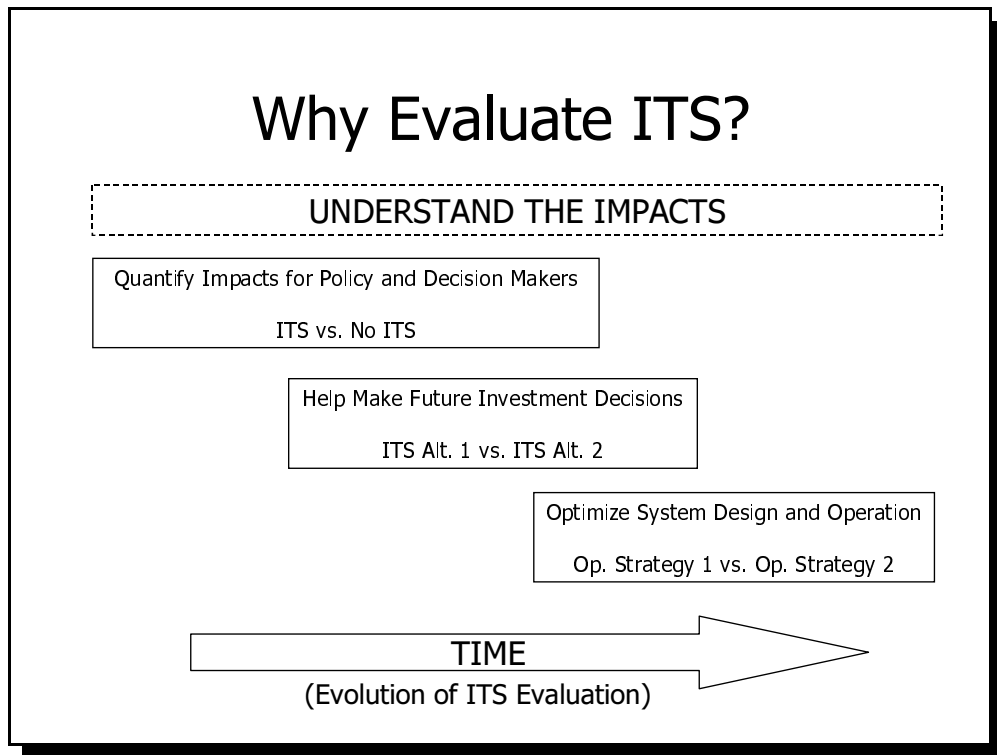 Why Evaluate ITS?
UNDERSTAND THE IMPACTS
Quantify Impacts for Policy and Decision Makers
ITS vs. No ITS
Help Make Future Investment Decisions
ITS Alt. 1 vs. ITS Alt. 2
Optimize System Design and Operation
Op. Strategy 1 vs. Op. Strategy 2
TIME
(Evolution of ITS Evaluation)